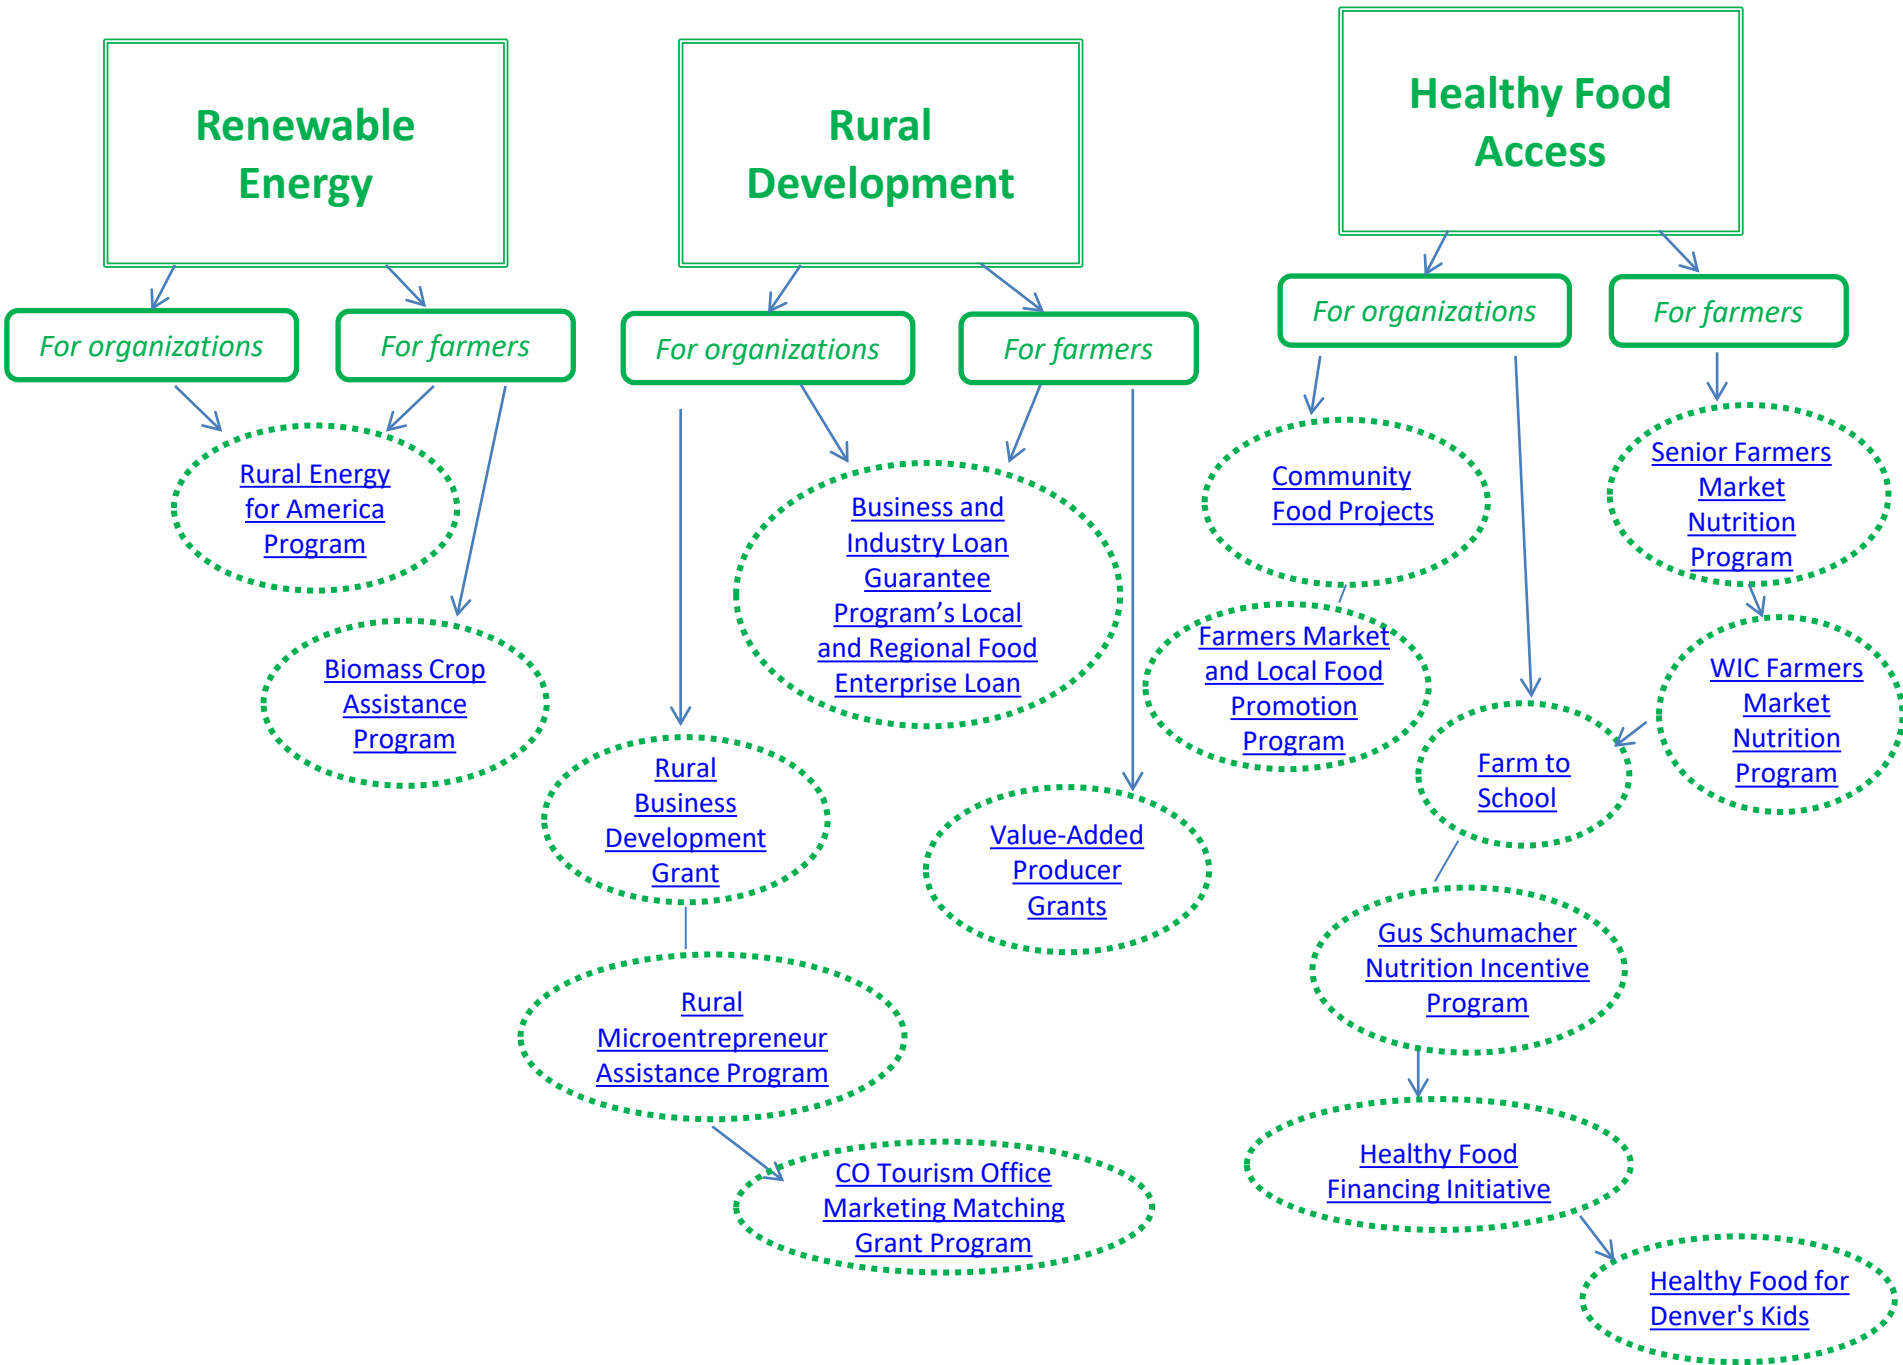 Renewable
Energy
Rural
Development
Healthy Food
Access
For organizations
For farmers
For organizations
For farmers
For organizations
For farmers
Rural Energy
for America
Program
Biomass Crop
Assistance
Program
Business and
Industry Loan
Guarantee
Program’s Local
and Regional Food
Enterprise Loan
Rural
Business
Development
Grant
Value-Added
Producer
Grants
Rural
Microentrepreneur
Assistance Program
CO Tourism Office
Marketing Matching
Grant Program
Community
Food Projects
Farmers Market
and Local Food
Promotion
Program
Senior Farmers
Market
Nutrition
Program
WIC Farmers
Market
Nutrition
Program
Farm to
School
Gus Schumacher
Nutrition Incentive
Program
Healthy Food
Financing Initiative
Healthy Food for
Denver's Kids